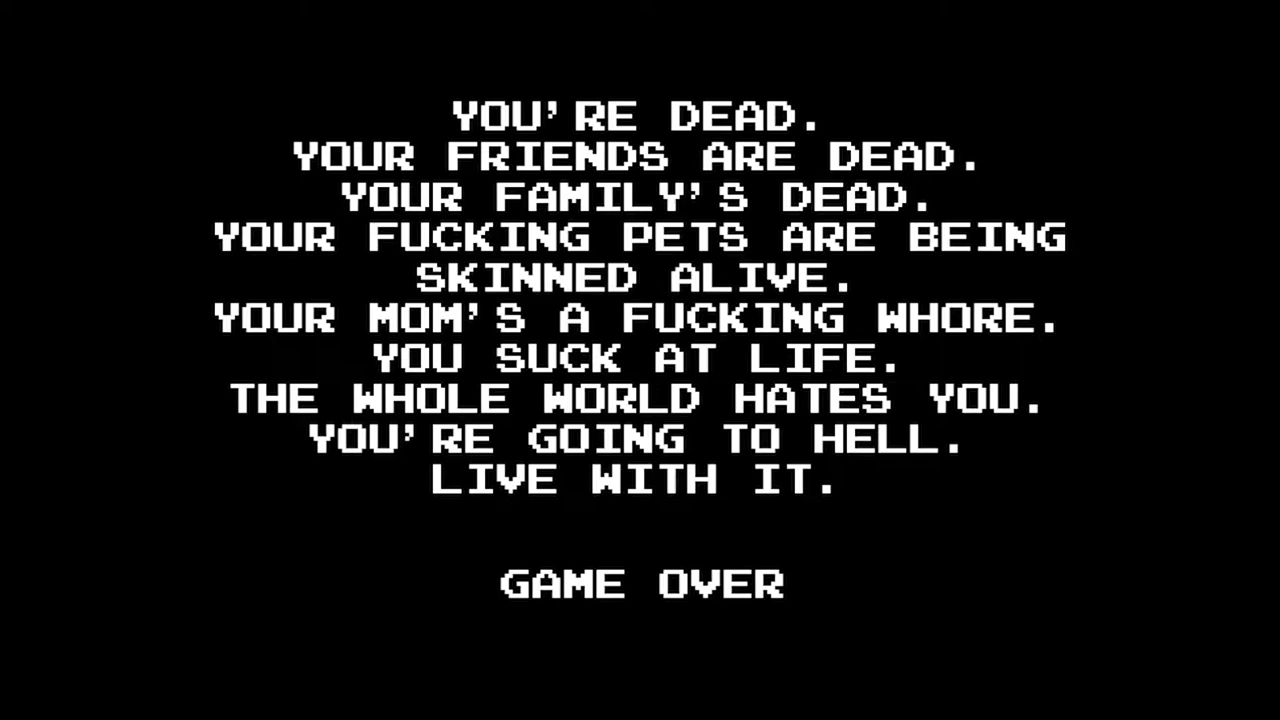 YOU'RE DEAD.
YOUR FRIENDS ARE DEAD.
YOUR FAMILY'S DEAD.
YOUR FUCKING PETS ARE BEING
SKINNED ALIVE.
YOUR MOM'S A FUCKING WHORE.
YOU SUCK AT LIFE.
THE WHOLE WORLD HATES YOU.
YOU'RE GOING TO HELL.
LIVE WITH IT.
GAME OVER